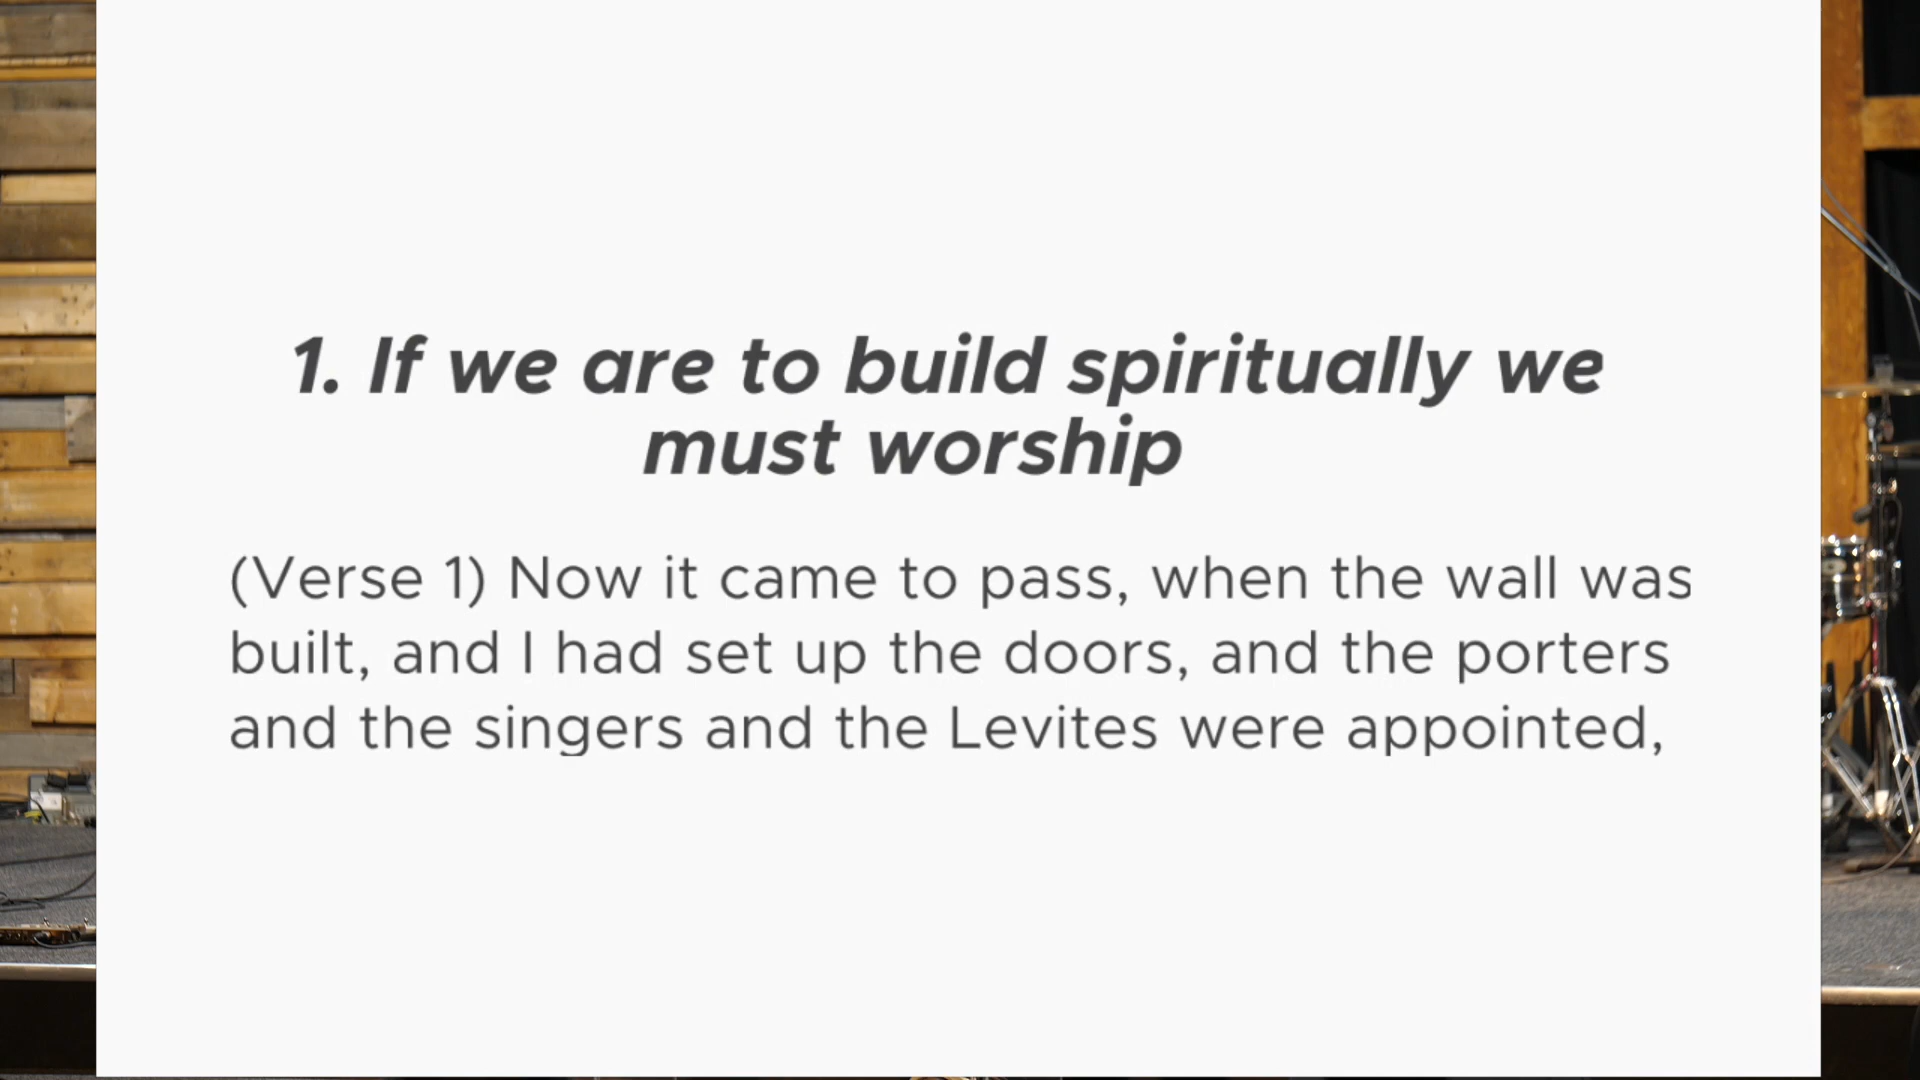 1. If we are to build spiritually we
must worship
(Verse 1) Now it came to pass, when the wall was
built, and I had set up the doors, and the porters
and the singers and the Levites were appointed,